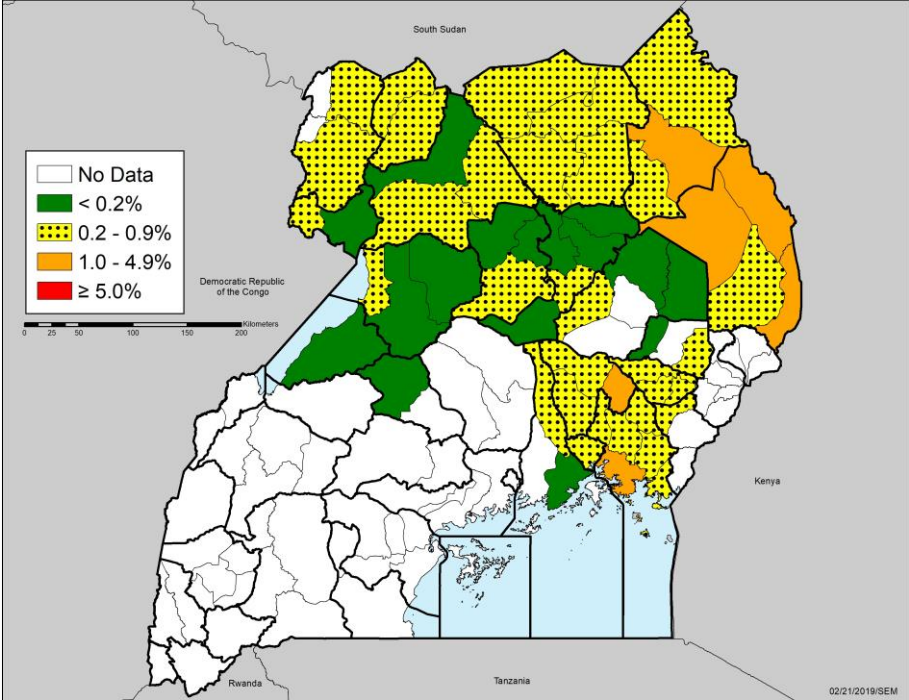 South Sudan
No Data
< 0.2%
0.2 - 0.9%
1.0 - 4.9%
≥ 5.0%
Democratic Republic
of the Congo
Kilometers
0 25 50 100 150 200
Kenya
Rwanda
Tanzania
02/21/2019/SEM